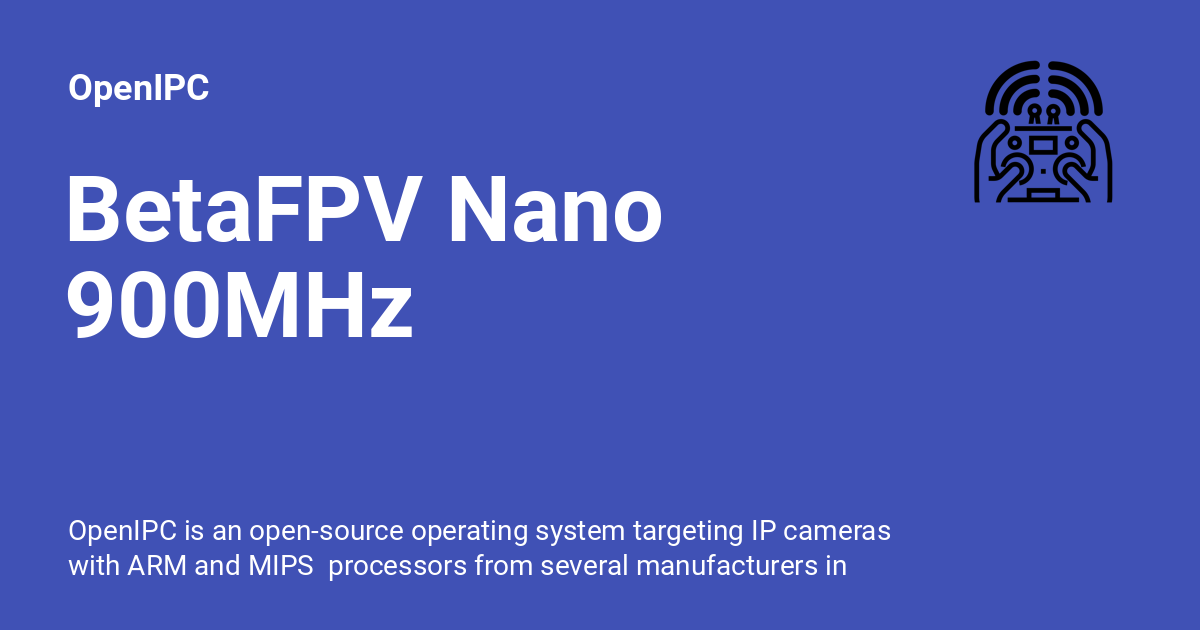 OpenIPC
BetaFPV Nano
900MHz
OpenIPC is an open-source operating system targeting IP cameras
with ARM and MIPS  processors from several manufacturers in